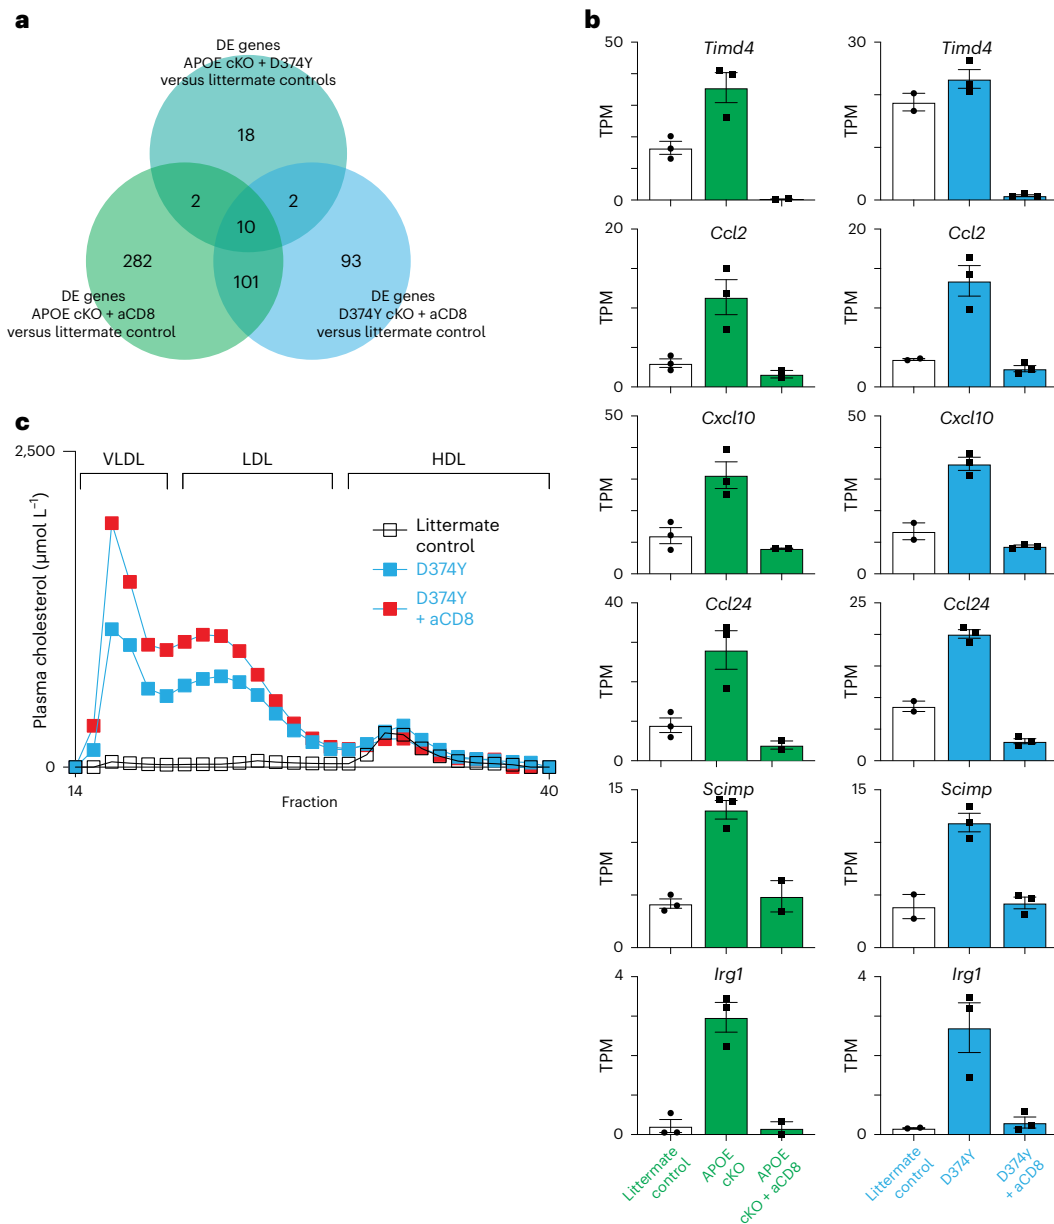 a
DE genes
APOE cKO + D374Y
versus littermate controls
18
2
2
10
282
93
101
DE genes
APOE cKO + aCD8
versus littermate control
DE genes
D374Y cKO + aCD8
versus littermate control
b
50
Timd4
TPM
0
30
Timd4
TPM
0
20
Ccl2
TPM
0
20
Ccl2
TPM
0
50
Cxcl10
TPM
0
50
Cxcl10
TPM
0
40
Ccl24
TPM
0
25
Ccl24
TPM
0
15
Scimp
TPM
0
15
Scimp
TPM
0
4
Irg1
TPM
0
4
Irg1
TPM
0
Littermate
control
APOE
cKO
APOE
cKO + aCD8
Littermate
control
D374Y
D374y
+ aCD8
c
2,500
VLDL
LDL
HDL
Plasma cholesterol (µmol L⁻¹)
Littermate
control
D374Y
D374Y
+ aCD8
0
14
Fraction
40